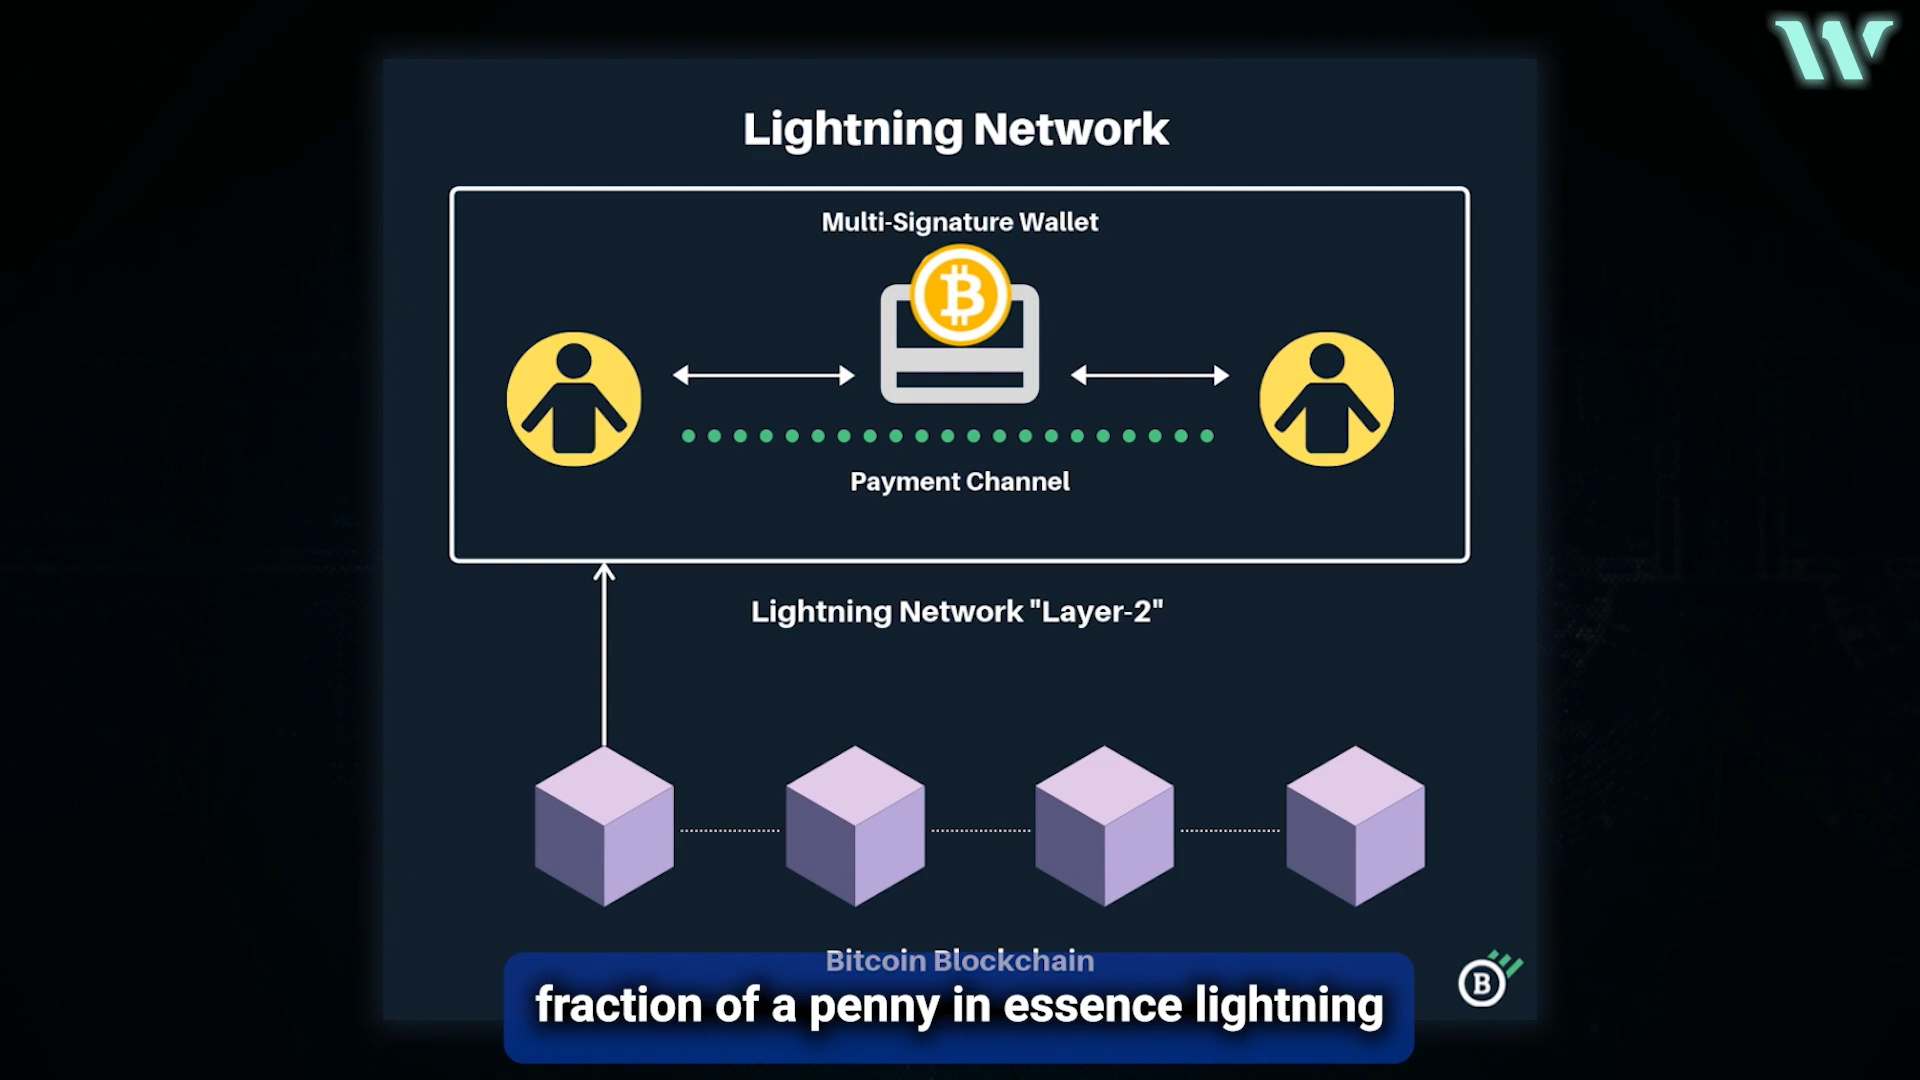 W
Lightning Network
Multi-Signature Wallet
Payment Channel
Lightning Network "Layer-2"
Bitcoin Blockchain
B
fraction of a penny in essence lightning